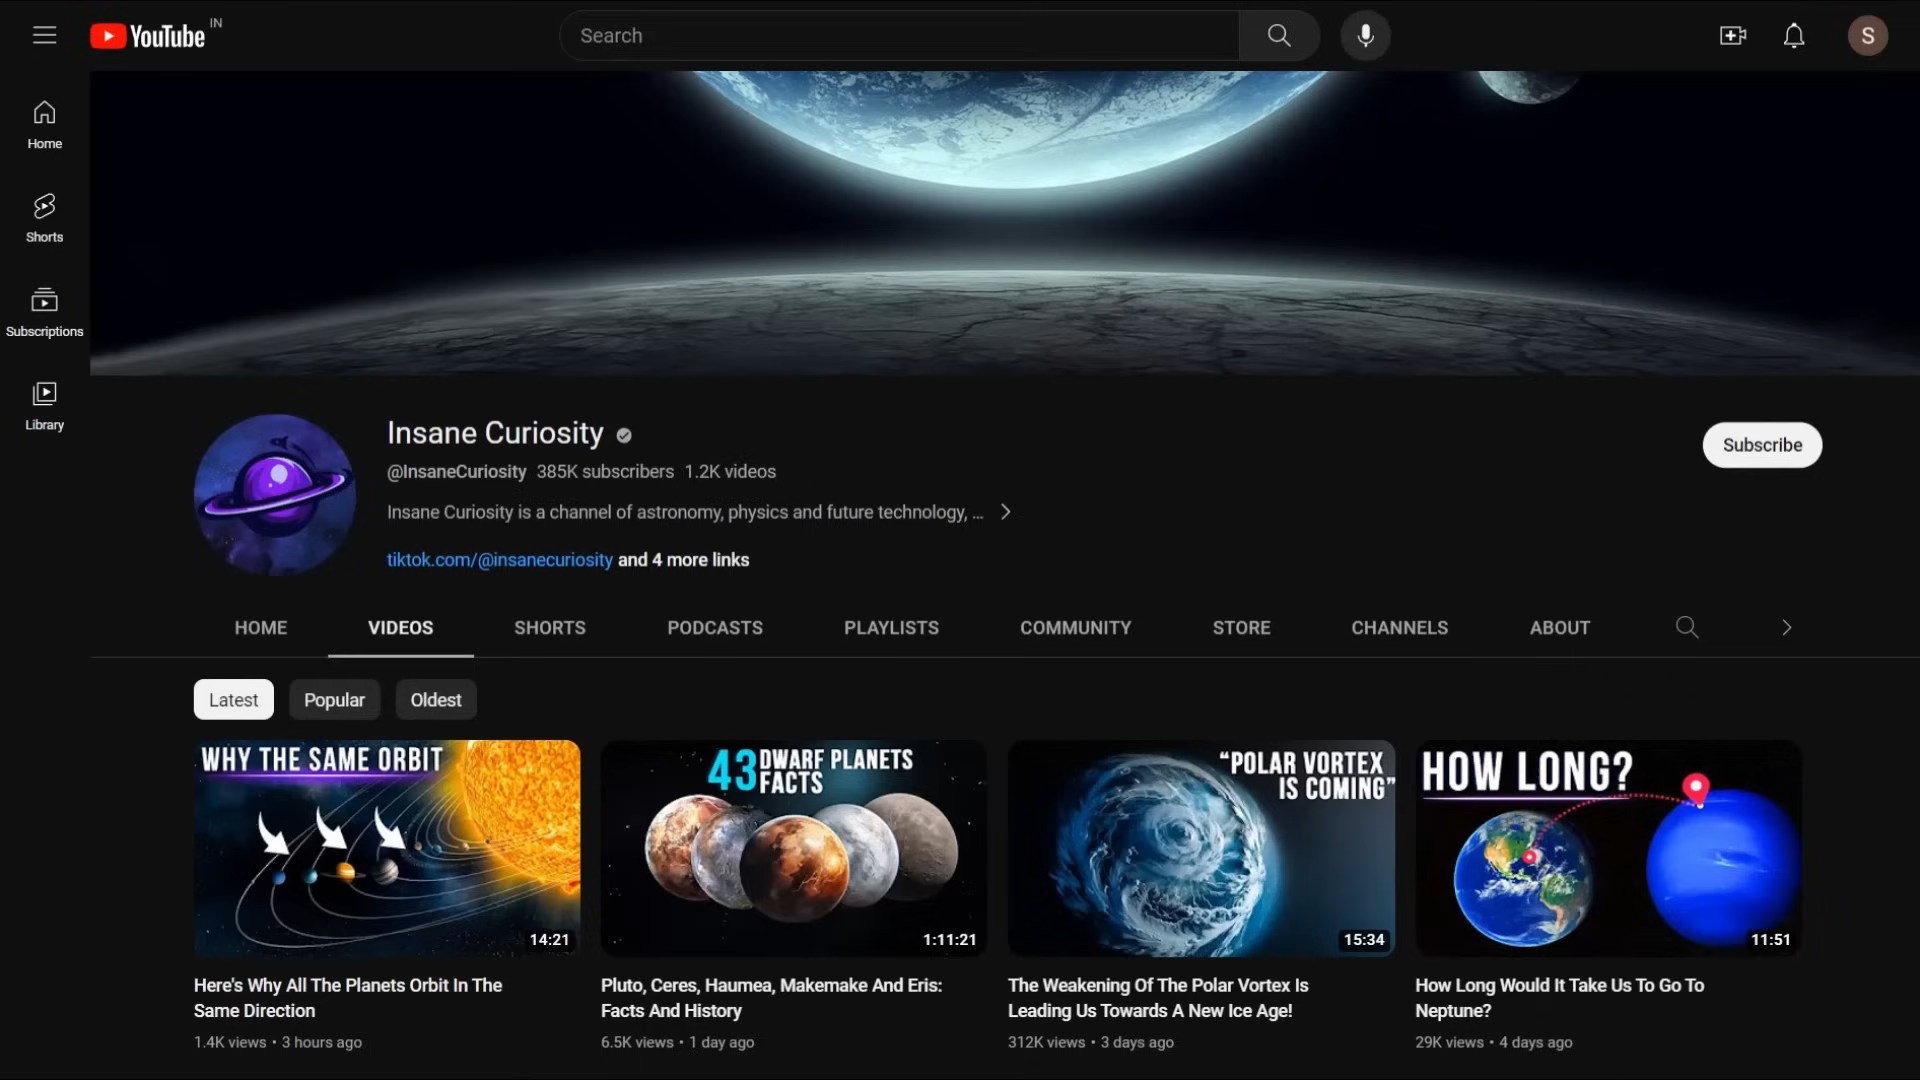 YouTube IN
Search
S
Home
Shorts
Subscriptions
Library
Insane Curiosity
@InsaneCuriosity 385K subscribers 1.2K videos
Insane Curiosity is a channel of astronomy, physics and future technology, ...
tiktok.com/@insanecuriosity and 4 more links
Subscribe
HOME VIDEOS SHORTS PODCASTS PLAYLISTS COMMUNITY STORE CHANNELS ABOUT
Latest Popular Oldest
WHY THE SAME ORBIT
14:21
Here's Why All The Planets Orbit In The
Same Direction
1.4K views • 3 hours ago
43 DWARF PLANETS
FACTS
1:11:21
Pluto, Ceres, Haumea, Makemake And Eris:
Facts And History
6.5K views • 1 day ago
“POLAR VORTEX
IS COMING”
15:34
The Weakening Of The Polar Vortex Is
Leading Us Towards A New Ice Age!
312K views • 3 days ago
HOW LONG?
11:51
How Long Would It Take Us To Go To
Neptune?
29K views • 4 days ago